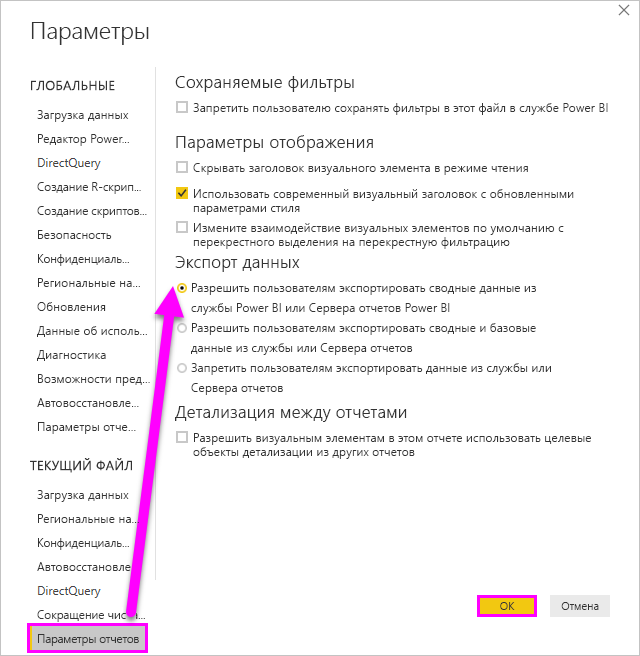 Параметры
ГЛОБАЛЬНЫЕ
Загрузка данных
Редактор Power...
DirectQuery
Создание R-скрип...
Создание скриптов...
Безопасность
Конфиденциаль...
Региональные на...
Обновления
Данные об исполь...
Диагностика
Возможности пред...
Автовосстановле...
Параметры отче...
ТЕКУЩИЙ ФАЙЛ
Загрузка данных
Региональные на...
Конфиденциаль...
Автовосстановле...
DirectQuery
Сокращение
Параметры отчетов
Сохраняемые фильтры
Запретить пользователю сохранять фильтры в этот файл в службе Power BI
Параметры отображения
Скрывать заголовок визуального элемента в режиме чтения
Использовать современный визуальный заголовок с обновленными
параметрами стиля
Измените взаимодействие визуальных элементов по умолчанию с
перекрестного выделения на перекрестную фильтрацию
Экспорт данных
Разрешить пользователям экспортировать сводные данные из
службы Power BI или Сервера отчетов Power BI
Разрешить пользователям экспортировать сводные и базовые
данные из службы или Сервера отчетов
Запретить пользователям экспортировать данные из службы или
Сервера отчетов
Детализация между отчетами
Разрешить визуальным элементам в этом отчете использовать целевые
объекты детализации из других отчетов
ОК
Отмена